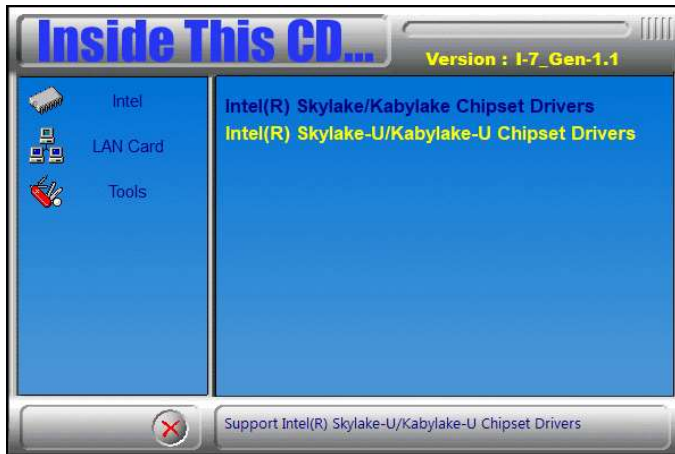 Inside This CD...
Version : I-7_Gen-1.1
Intel
LAN Card
Tools
Intel(R) Skylake/Kabylake Chipset Drivers
Intel(R) Skylake-U/Kabylake-U Chipset Drivers
Support Intel(R) Skylake-U/Kabylake-U Chipset Drivers